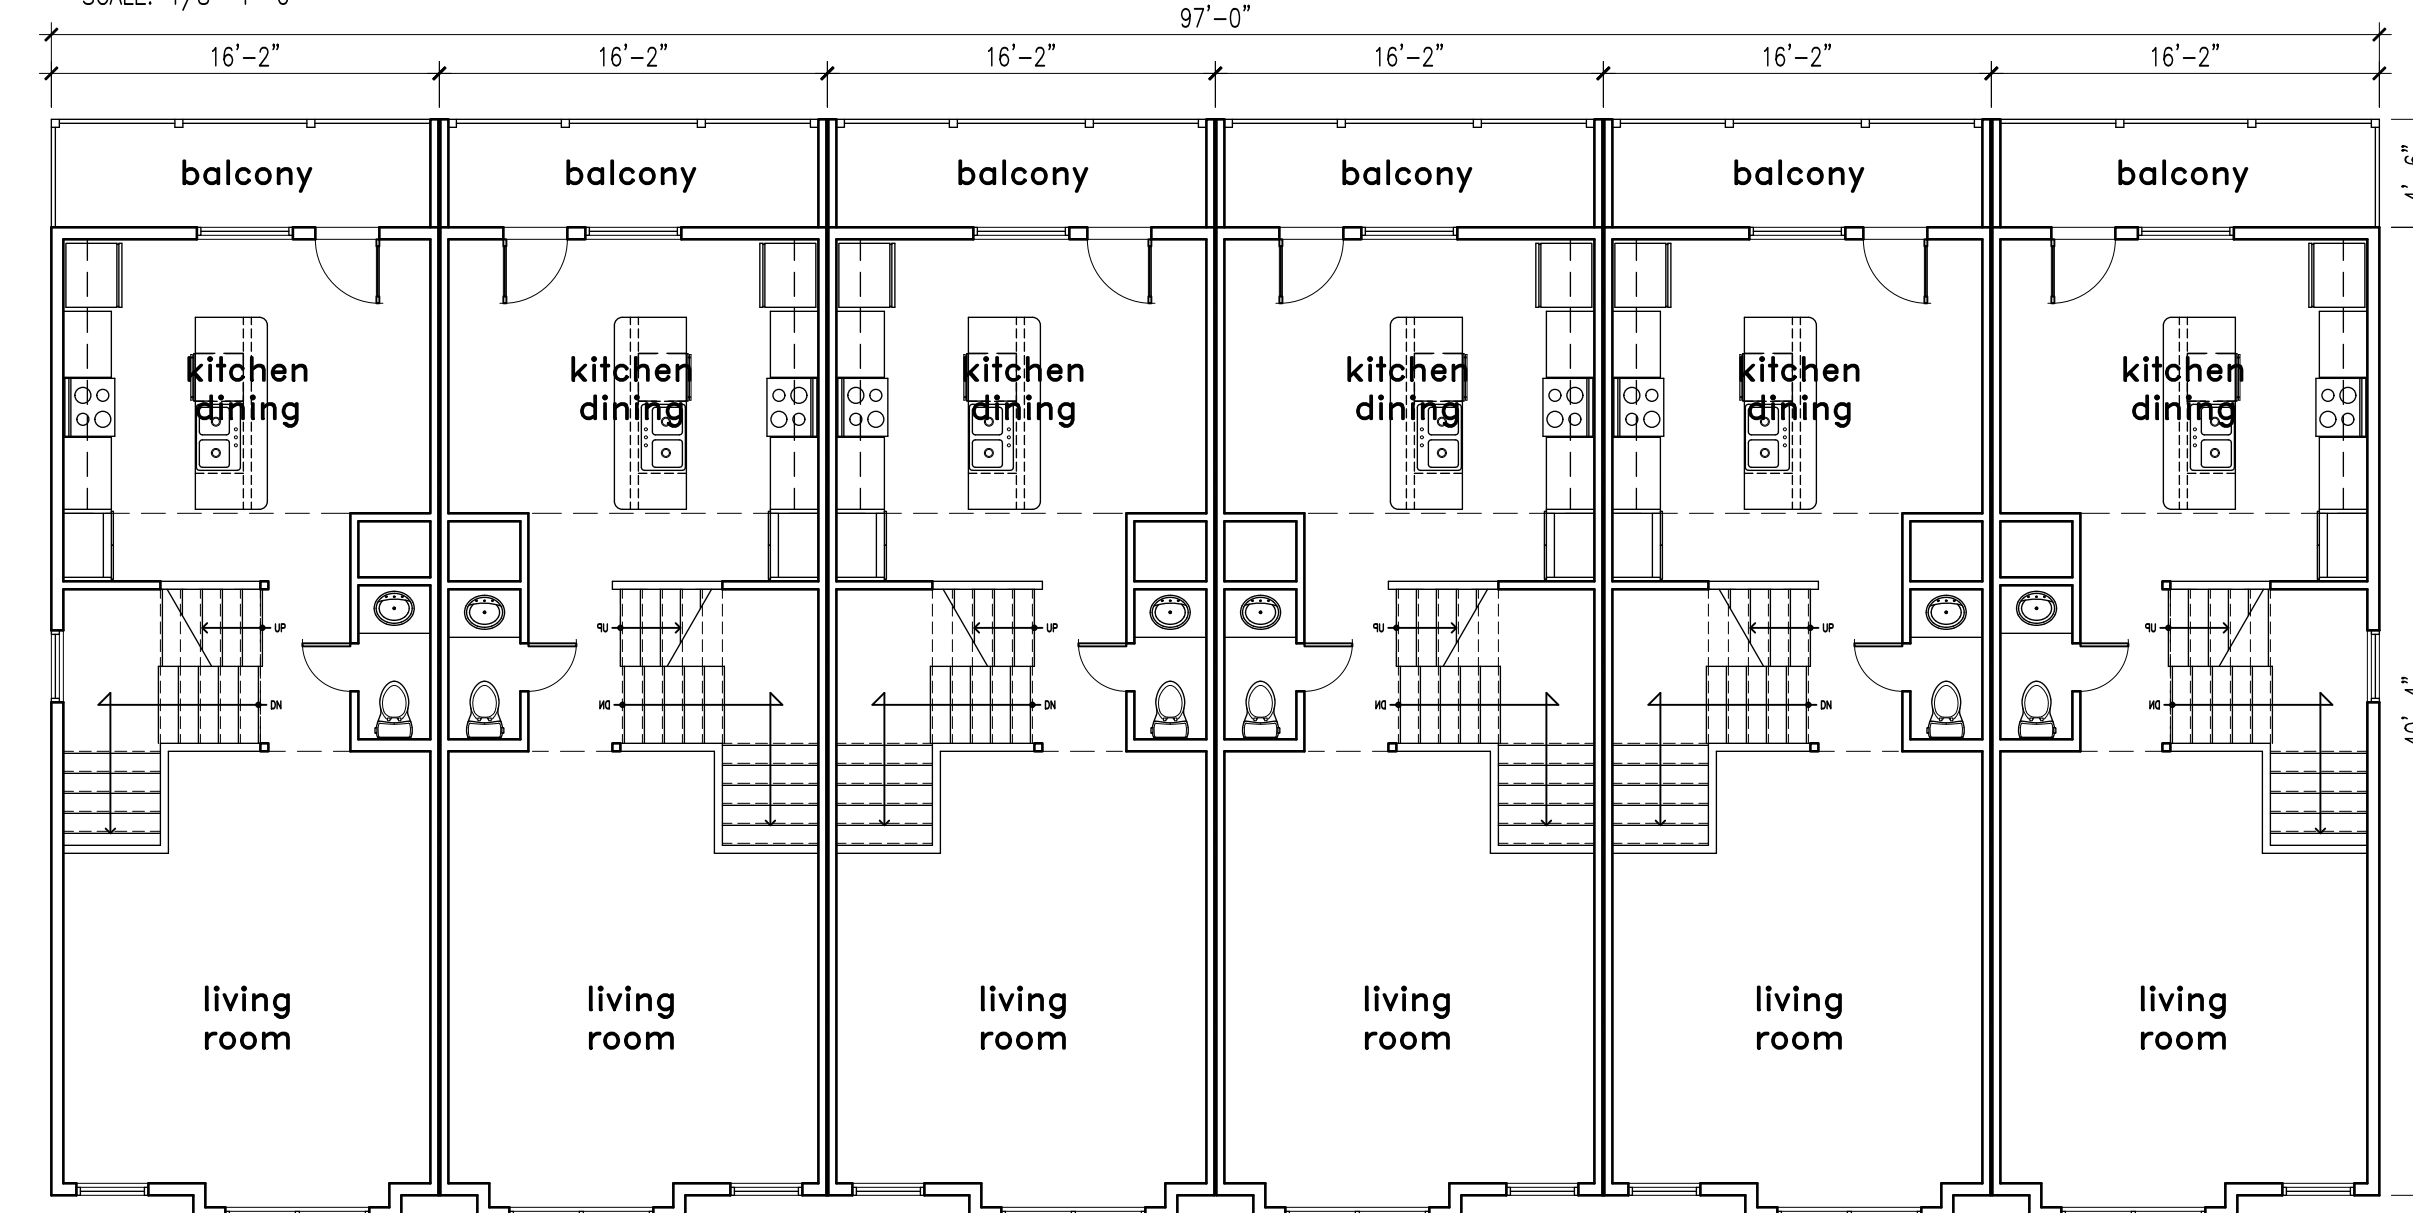 97'-0"
16'-2" 16'-2" 16'-2" 16'-2" 16'-2" 16'-2"
balcony balcony balcony balcony balcony balcony
kitchen kitchen kitchen kitchen kitchen kitchen
dining dining dining dining dining dining
UP UP UP UP UP UP
DN DN DN DN DN DN
living living living living living living
room room room room room room